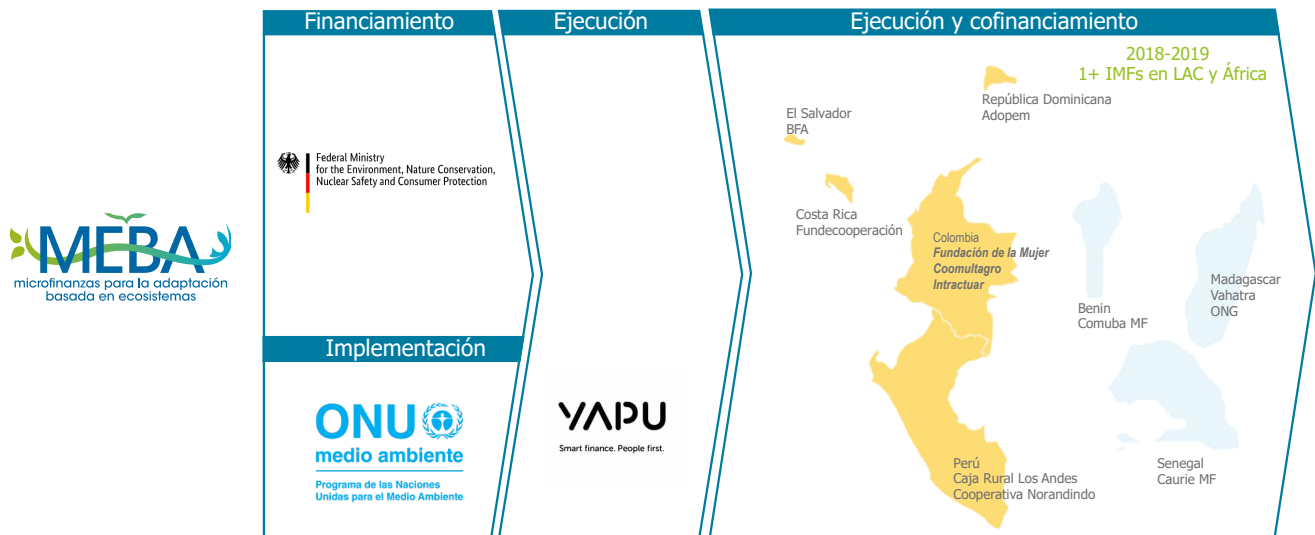 MEBA
microfinanzas para la adaptación
basada en ecosistemas
Financiamiento
Federal Ministry
for the Environment, Nature Conservation,
Nuclear Safety and Consumer Protection
Implementación
ONU
medio ambiente
Programa de las Naciones
Unidas para el Medio Ambiente
Ejecución
YAPU
Smart finance. People first.
Ejecución y cofinanciamiento
2018-2019
1+ IMFs en LAC y África
República Dominicana
Adopem
El Salvador
BFA
Costa Rica
Fundecooperación
Colombia
Fundación de la Mujer
Coomultagro
Intractuar
Benin
Comuba MF
Madagascar
Vahatra
ONG
Perú
Caja Rural Los Andes
Cooperativa Norandindo
Senegal
Caurie MF